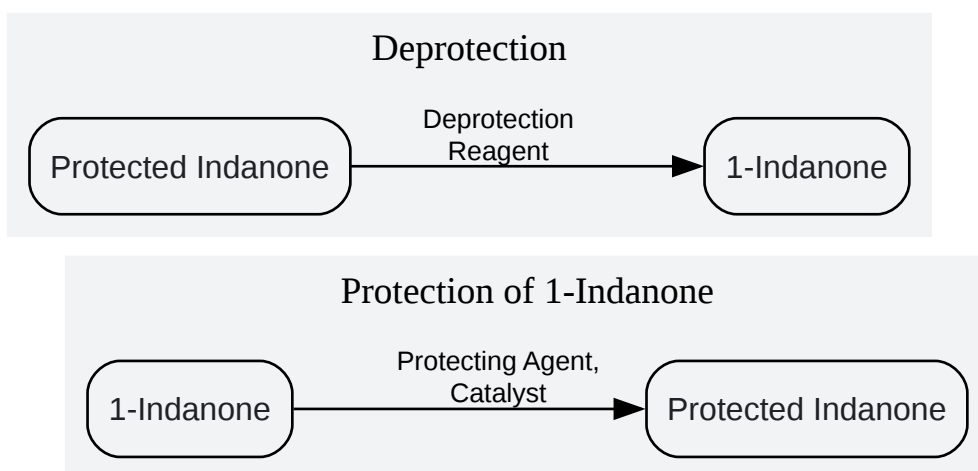 Deprotection
Deprotection
Reagent
Protected Indanone
1-Indanone
Protection of 1-Indanone
Protecting Agent,
Catalyst
1-Indanone
Protected Indanone